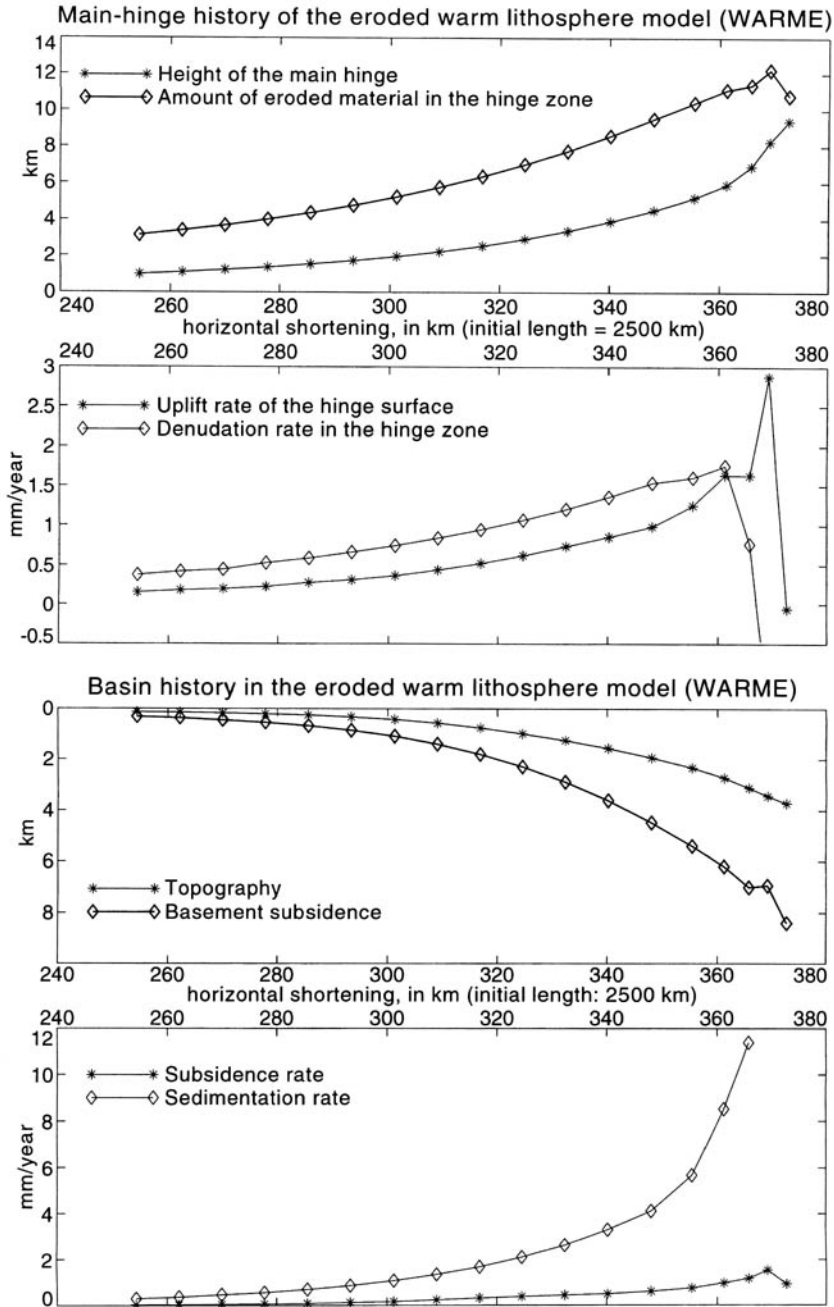 Main-hinge history of the eroded warm lithosphere model (WARME)
14
12
10
8
6
4
2
0
km
Height of the main hinge
Amount of eroded material in the hinge zone
240 260 280 300 320 340 360 380
horizontal shortening, in km (initial length = 2500 km)
240 260 280 300 320 340 360 380
3
2.5
2
1.5
1
0.5
0
-0.5
mm/year
Uplift rate of the hinge surface
Denudation rate in the hinge zone
Basin history in the eroded warm lithosphere model (WARME)
0
2
4
6
8
km
Topography
Basement subsidence
240 260 280 300 320 340 360 380
horizontal shortening, in km (initial length: 2500 km)
240 260 280 300 320 340 360 380
12
10
8
6
4
2
0
mm/year
Subsidence rate
Sedimentation rate